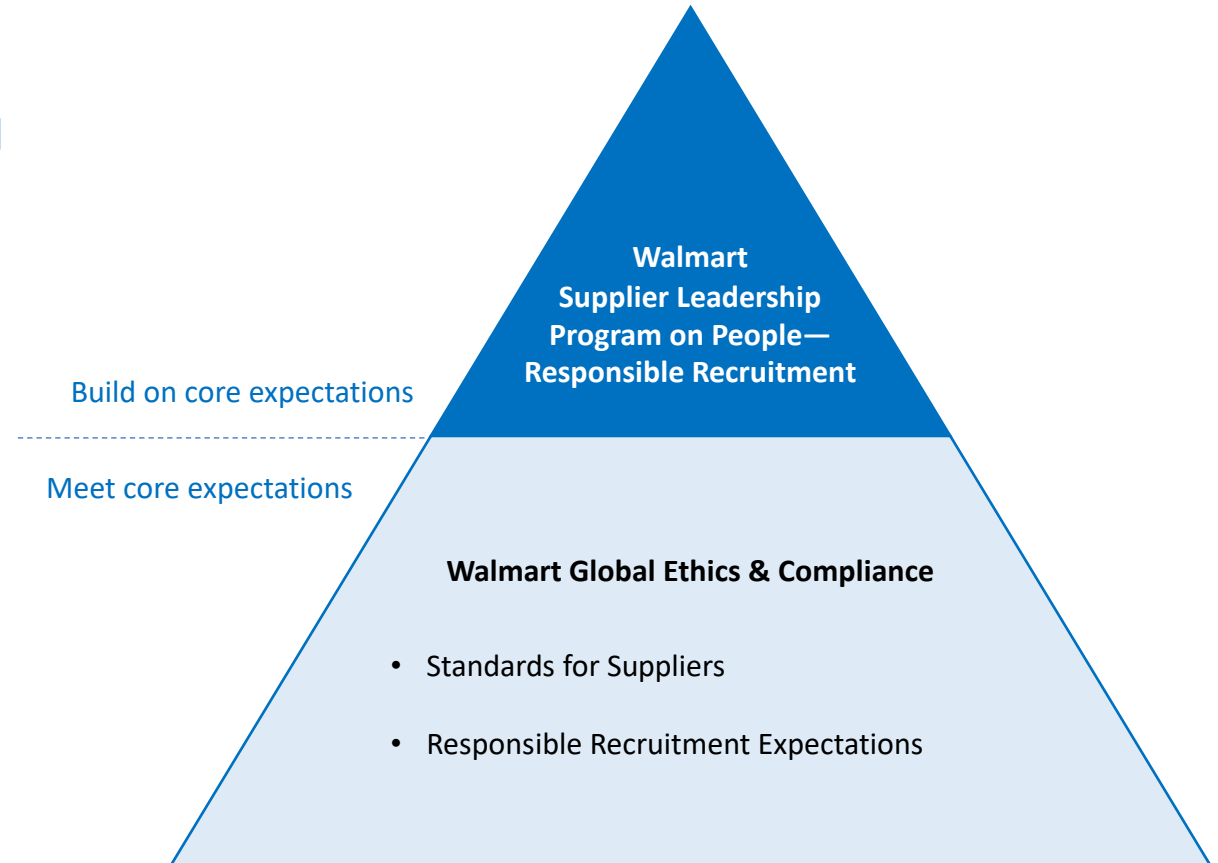 Walmart
Supplier Leadership
Program on People—
Responsible Recruitment
Build on core expectations
Meet core expectations
Walmart Global Ethics & Compliance
• Standards for Suppliers
• Responsible Recruitment Expectations